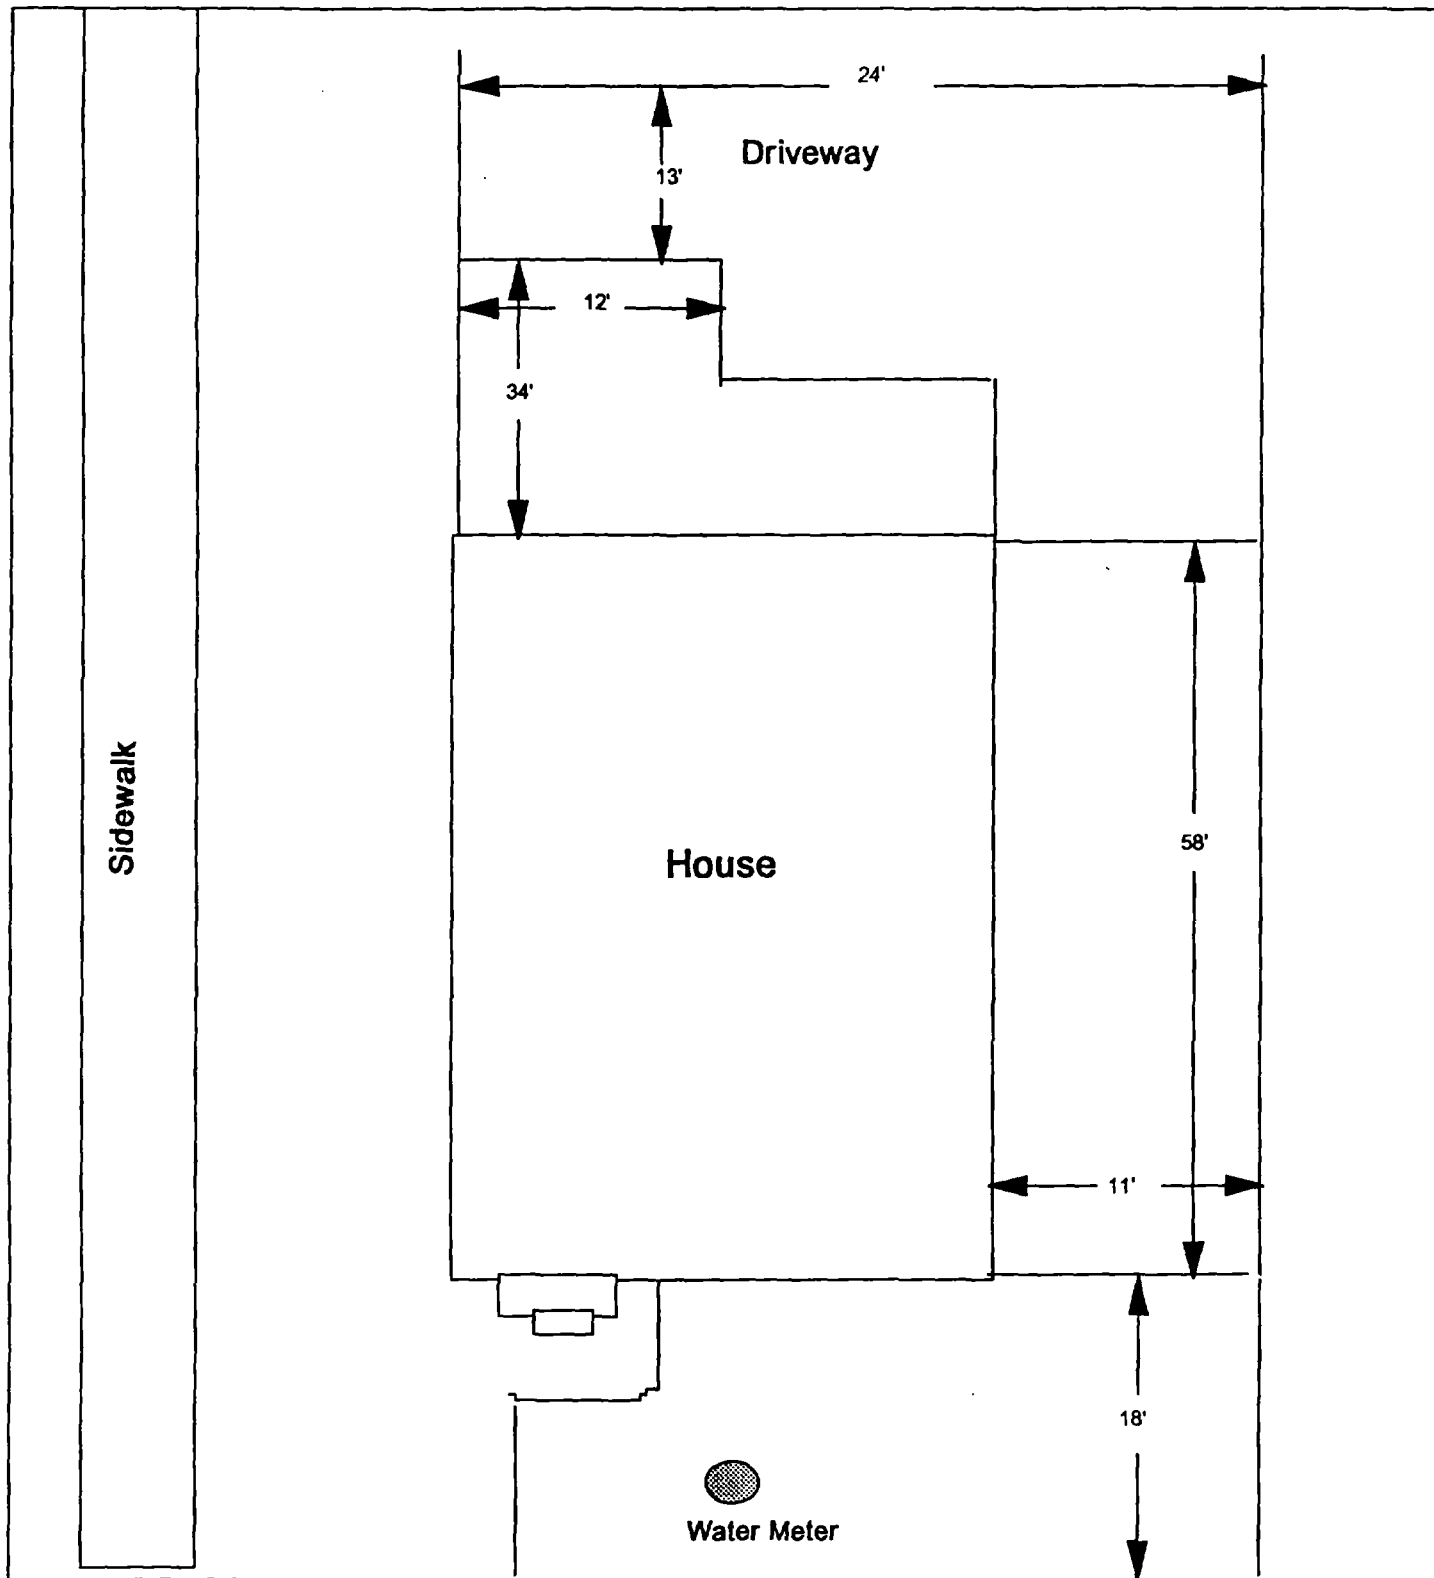 24'
Driveway
13'
12'
34'
Sidewalk
58'
House
11'
18'
Water Meter